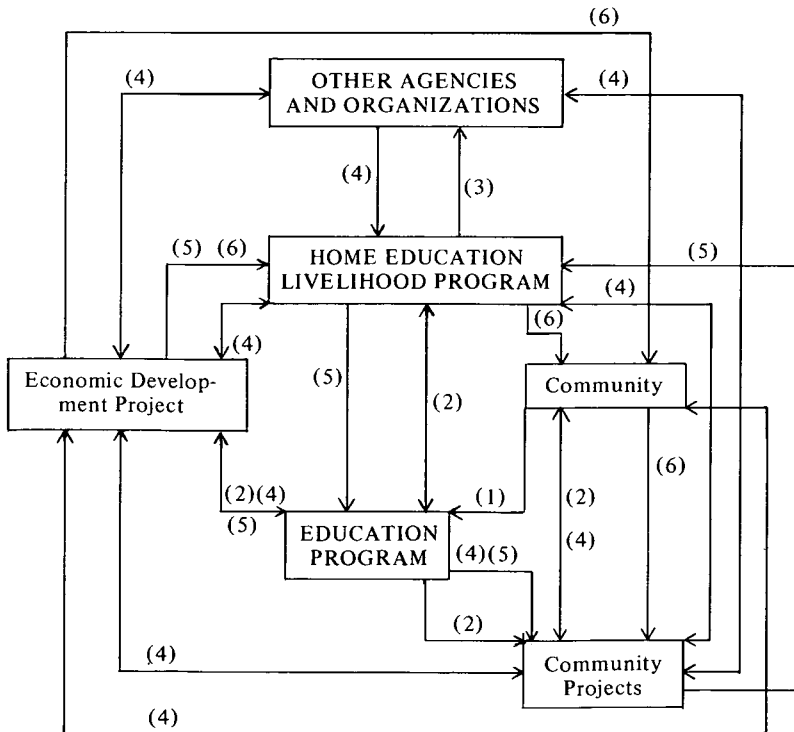 (6)
(4)
OTHER AGENCIES
AND ORGANIZATIONS
(4)
(4)
(3)
(5) (6)
HOME EDUCATION
LIVELIHOOD PROGRAM
(5)
(4)
(6)
(4)
Economic Develop-
ment Project
(5)
(2)
Community
(6)
(2)(4)
(5)
(1)
(2)
(4)
EDUCATION
PROGRAM
(4)(5)
(2)
(4)
Community
Projects
(4)